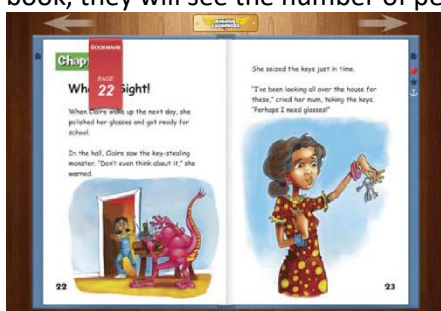 book, they will see the number of pe
READING
EGGSPRESS
BOOKMARK
PAGE
22
Chap
Wh Sight!
When Claire woke up the next day, she
polished her glasses and got ready for
school.
In the hall, Claire saw the key-stealing
monster. "Don't even think about it," she
warned.
22
She seized the keys just in time.
"I've been looking all over the house for
these," cried her mum, taking the keys.
"Perhaps I need glasses!"
23